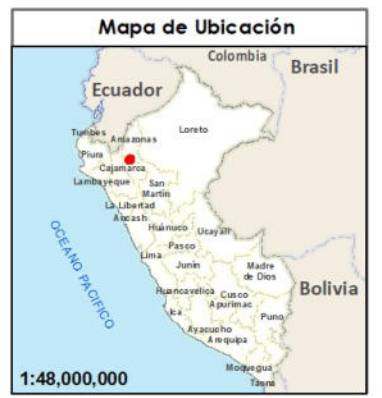 Mapa de Ubicación
Colombia
Brasil
Ecuador
Loreto
Tumbes
Amazonas
Piura
Cajamarca
Lambayeque
San
Martin
La Libertad
Ancash
Huánuco
Ucayali
Pasco
Lima
Junín
Madre
de Dios
OCEANO PACIFICO
Bolivia
Huancavelica
Cusco
Apurimac
Ica
Puno
Ayacucho
Arequipa
Moquegua
Tacna
1:48,000,000